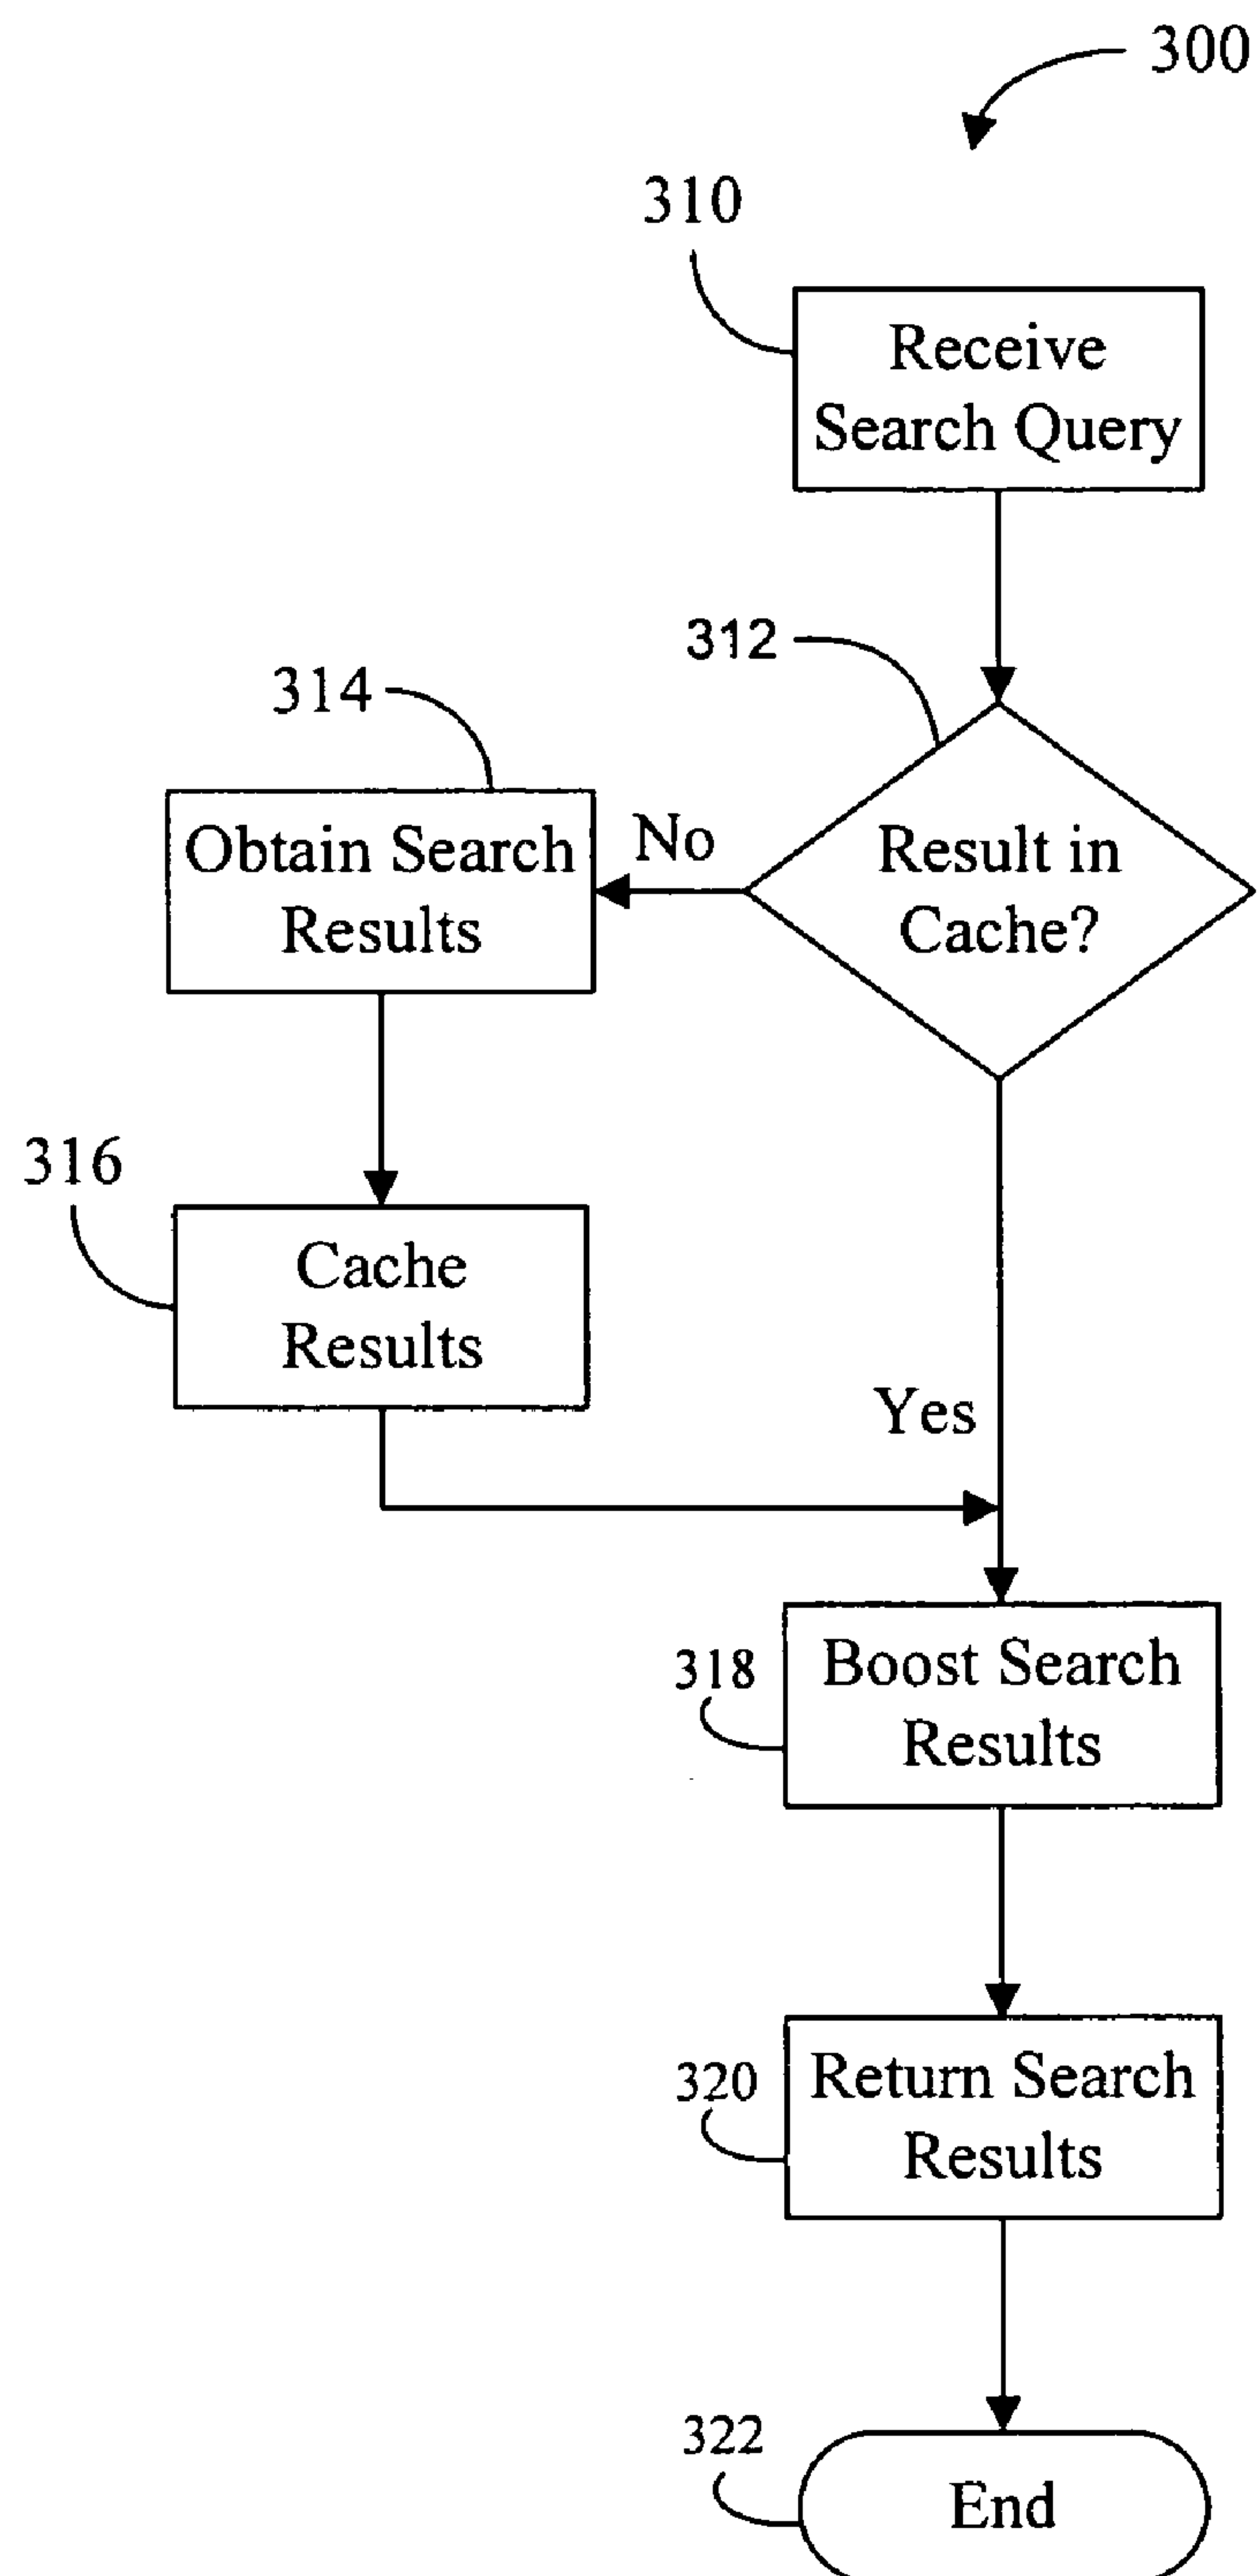 300
310
Receive
Search Query
312
314
Obtain Search
Results
No
Result in
Cache?
316
Cache
Results
Yes
318
Boost Search
Results
320
Return Search
Results
322
End